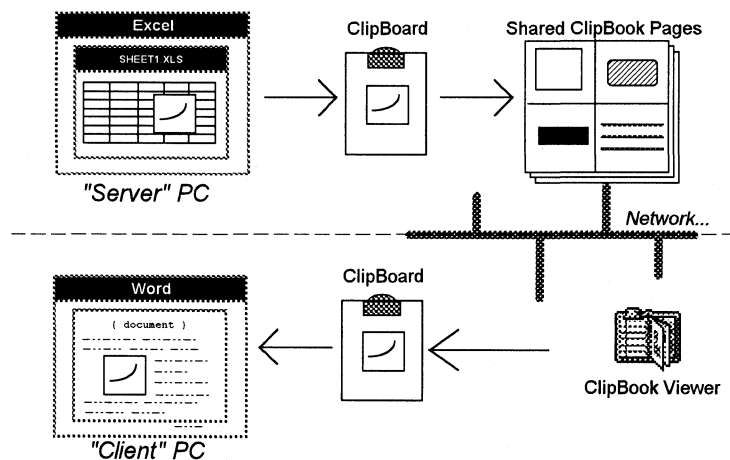 Excel
SHEET1.XLS
"Server" PC
ClipBoard
Shared ClipBook Pages
Network...
Word
( document )
"Client" PC
ClipBoard
ClipBook Viewer